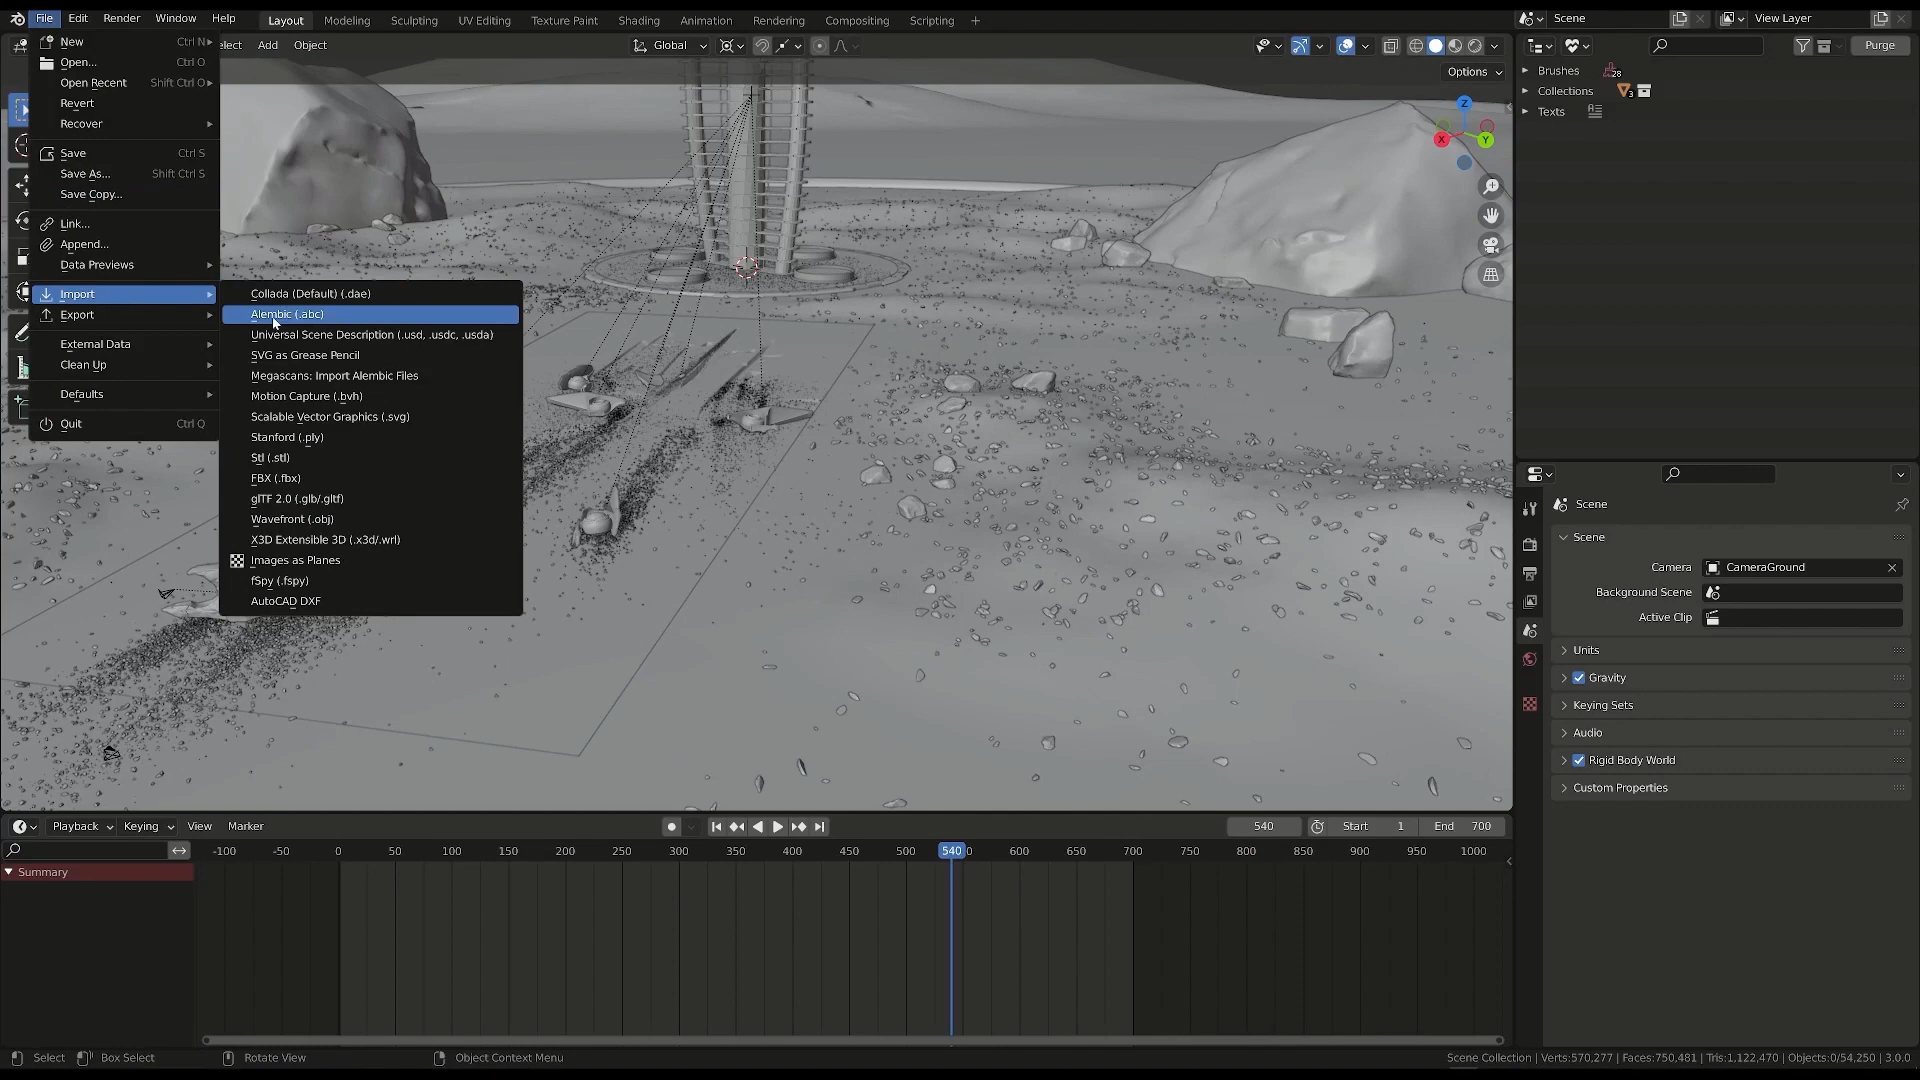 File Edit Render Window Help Layout Modeling Sculpting UV Editing Texture Paint Shading Animation Rendering Compositing Scripting + Scene View Layer
New Ctrl N
Open... Ctrl O
Open Recent Shift Ctrl O
Revert
Recover
Save Ctrl S
Save As... Shift Ctrl S
Save Copy...
Link...
Append...
Data Previews
Import
Export
External Data
Clean Up
Defaults
Quit Ctrl Q
Collada (Default) (.dae)
Alembic (.abc)
Universal Scene Description (.usd, .usdc, .usda)
SVG as Grease Pencil
Megascans: Import Alembic Files
Motion Capture (.bvh)
Scalable Vector Graphics (.svg)
Stanford (.ply)
Stl (.stl)
FBX (.fbx)
glTF 2.0 (.glb/.gltf)
Wavefront (.obj)
X3D Extensible 3D (.x3d/.wrl)
Images as Planes
fSpy (.fspy)
AutoCAD DXF
elect Add Object Global
Options
Z
X Y
Purge
Brushes 28
Collections 3
Texts
Scene
Scene
Camera CameraGround
Background Scene
Active Clip
Units
Gravity
Keying Sets
Audio
Rigid Body World
Custom Properties
Playback Keying View Marker 540 Start 1 End 700
-100 -50 0 50 100 150 200 250 300 350 400 450 500 540 0 600 650 700 750 800 850 900 950 1000
Summary
Select Box Select Rotate View Object Context Menu Scene Collection | Verts:570,277 | Faces:750,481 | Tris:1,122,470 | Objects:0/54,250 | 3.0.0